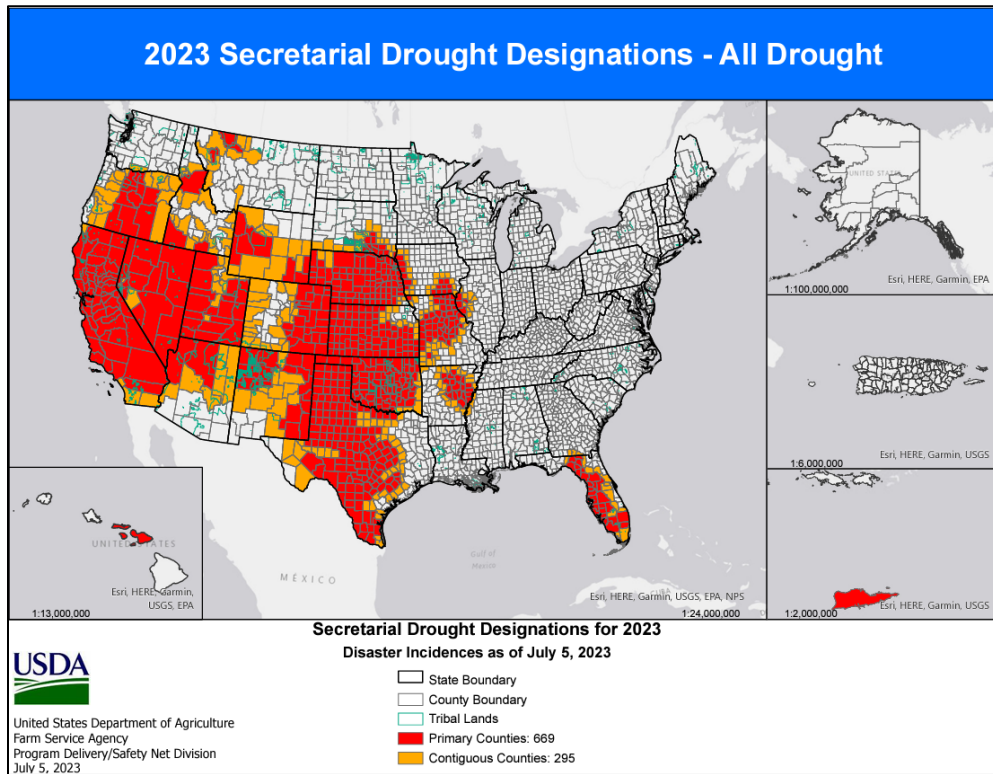 2023 Secretarial Drought Designations - All Drought
UNITED STATES
Esri, HERE, Garmin, EPA
1:100,000,000
Esri, HERE, Garmin, USGS
1:6,000,000
UNITED STATES
Esri, HERE, Garmin,
USGS, EPA
1:13,000,000
MÉXICO
Gulf of
Mexico
CUBA
Esri, HERE, Garmin, USGS, EPA, NPS
1:24,000,000
Esri, HERE, Garmin, USGS
1:2,000,000
Secretarial Drought Designations for 2023
Disaster Incidences as of July 5, 2023
State Boundary
County Boundary
Tribal Lands
Primary Counties: 669
Contiguous Counties: 295
USDA
United States Department of Agriculture
Farm Service Agency
Program Delivery/Safety Net Division
July 5, 2023